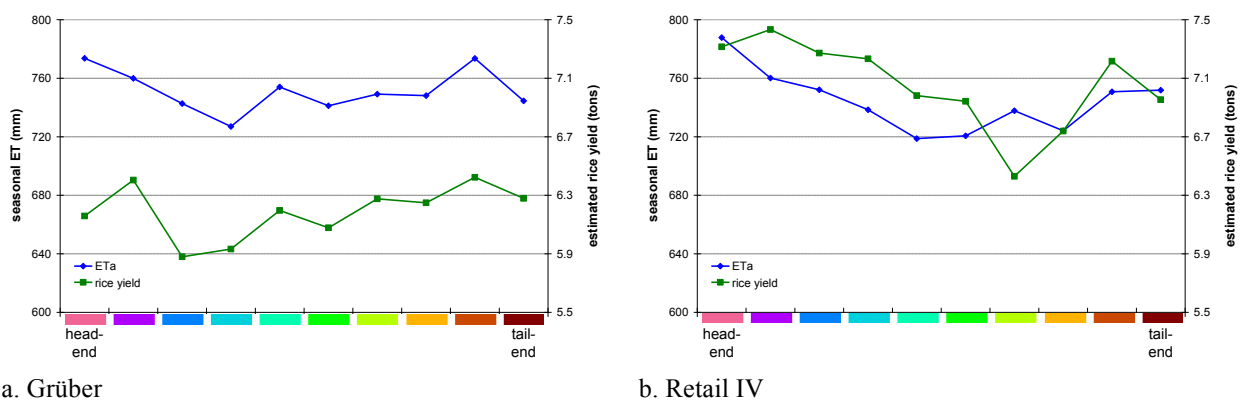 800
760
720
680
640
600
seasonal ET (mm)
7.5
7.1
6.7
6.3
5.9
5.5
estimated rice yield (tons)
ETa
rice yield
head-
end
tail-
end
a. Grüber
800
760
720
680
640
600
seasonal ET (mm)
7.5
7.1
6.7
6.3
5.9
5.5
estimated rice yield (tons)
ETa
rice yield
head-
end
tail-
end
b. Retail IV